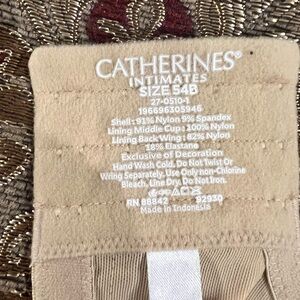 CATHERINES®
INTIMATES
SIZE 54B
27-0510-1
196696305946
Shell: 91% Nylon 9% Spandex
Lining Middle Cup: 100% Nylon
Lining Back Wing: 82% Nylon
18% Elastane
Exclusive of Decoration
Hand Wash Cold. Do Not Twist Or
Wring Separately. Use Only non-Chlorine
Bleach. Line Dry. Do Not Iron.
RN 88842 92930
Made in Indonesia